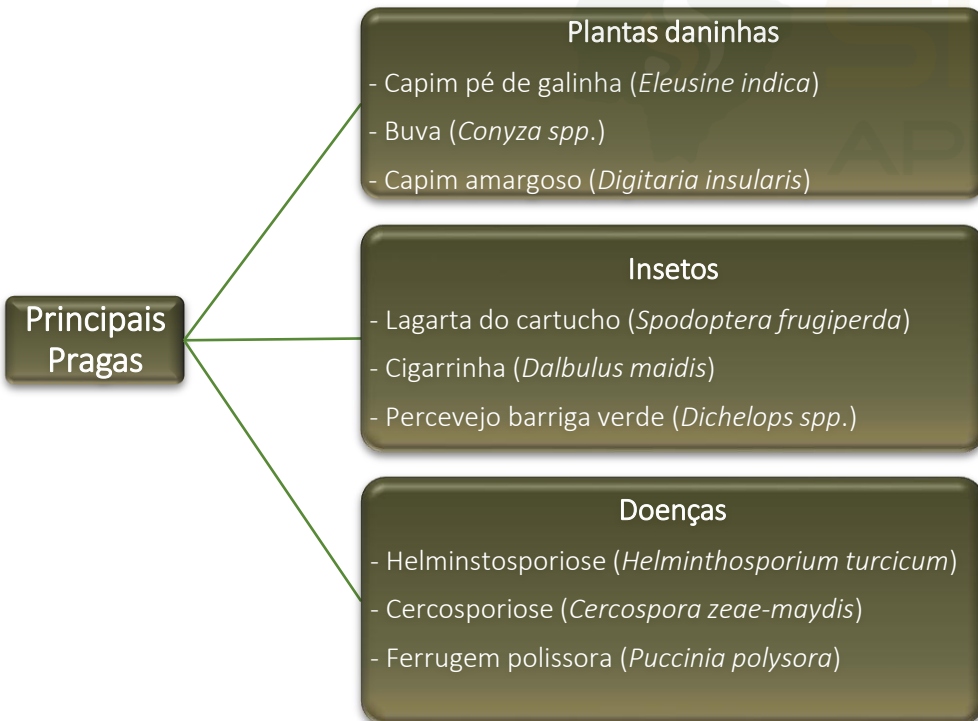 Plantas daninhas
- Capim pé de galinha (Eleusine indica)
- Buva (Conyza spp.)
- Capim amargoso (Digitaria insularis)
Principais
Pragas
Insetos
- Lagarta do cartucho (Spodoptera frugiperda)
- Cigarrinha (Dalbulus maidis)
- Percevejo barriga verde (Dichelops spp.)
Doenças
- Helminstosporiose (Helminthosporium turcicum)
- Cercosporiose (Cercospora zeae-maydis)
- Ferrugem polissora (Puccinia polysora)